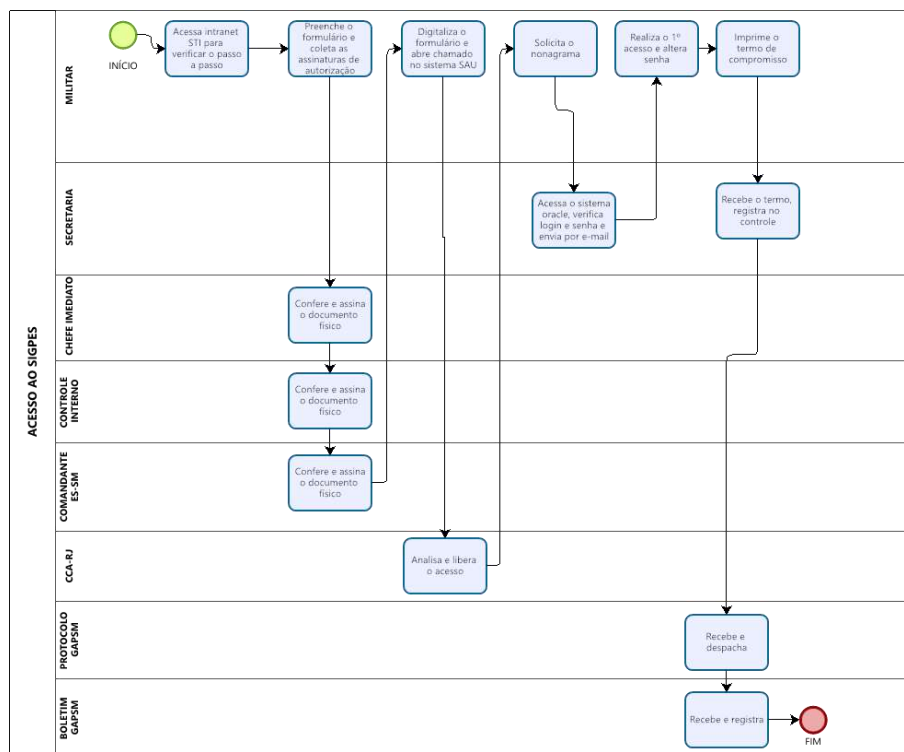 ACESSO AO SIGPES
MILITAR
INÍCIO
Acessa intranet
STI para
verificar o passo
a passo
Preenche o
formulário e
coleta as
assinaturas de
autorização
Digitaliza o
formulário e
abre chamado
no sistema SAU
Solicita o
nonagrama
Realiza o 1º
acesso e altera
senha
Imprime o
termo de
compromisso
SECRETARIA
Acessa o sistema
oracle, verifica
login e senha e
envia por e-mail
Recebe o termo,
registra no
controle
CHEFE IMEDIATO
Confere e assina
o documento
físico
CONTROLE
INTERNO
Confere e assina
o documento
físico
COMANDANTE
ES-SM
Confere e assina
o documento
físico
CCA-RJ
Analisa e libera
o acesso
PROTOCOLO
GAPSM
Recebe e
despacha
BOLETIM
GAPSM
Recebe e registra
FIM